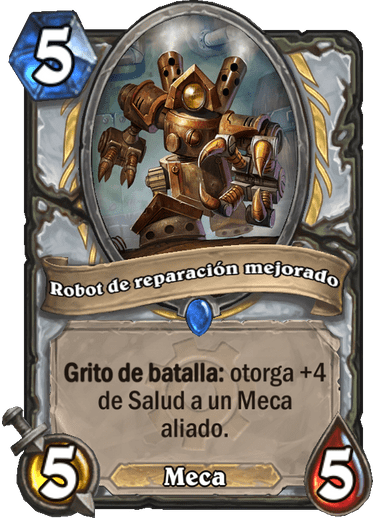 5
Robot de reparación mejorado
Grito de batalla: otorga +4
de Salud a un Meca
aliado.
5
Meca
5